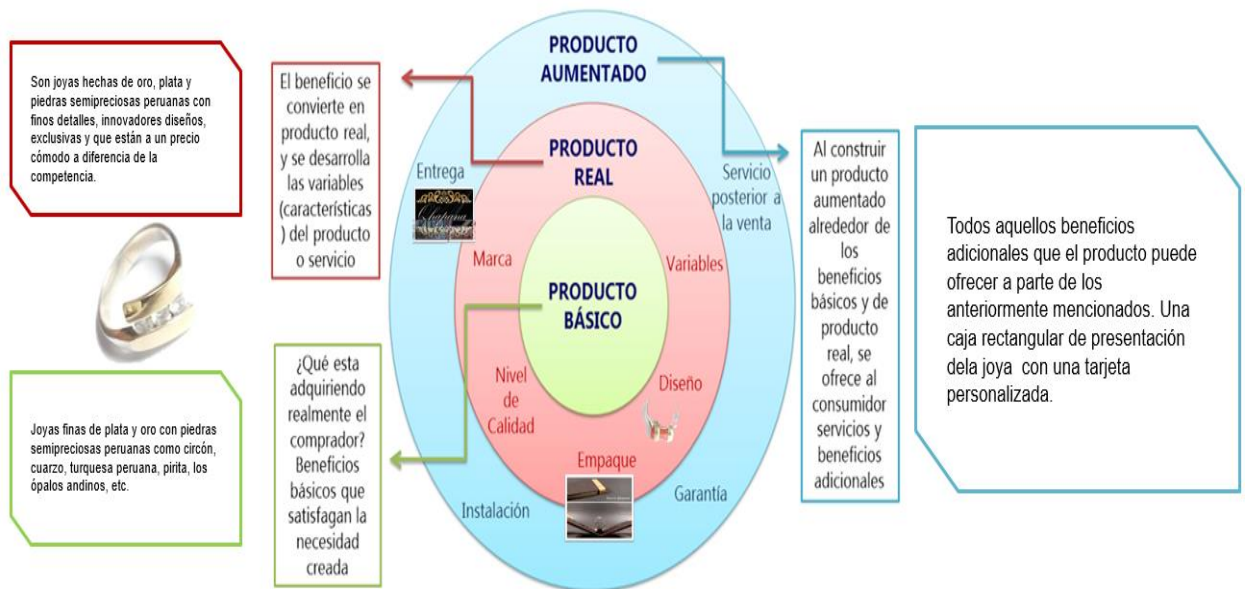 Son joyas hechas de oro, plata y
piedras semipreciosas peruanas con
finos detalles, innovadores diseños,
exclusivas y que están a un precio
cómodo a diferencia de la
competencia.
El beneficio se
convierte en
producto real,
y se desarrolla
las variables
(características
) del producto
o servicio
PRODUCTO
AUMENTADO
PRODUCTO
REAL
PRODUCTO
BÁSICO
Entrega
Servicio
posterior a
la venta
Marca
Variables
Nivel
de
Calidad
Diseño
Empaque
Instalación
Garantía
Al construir
un producto
aumentado
alrededor de
los
beneficios
básicos y de
producto
real, se
ofrece al
consumidor
servicios y
beneficios
adicionales
Todos aquellos beneficios
adicionales que el producto puede
ofrecer a parte de los
anteriormente mencionados. Una
caja rectangular de presentación
dela joya con una tarjeta
personalizada.
Joyas finas de plata y oro con piedras
semipreciosas peruanas como circón,
cuarzo, turquesa peruana, pirita, los
ópalos andinos, etc.
¿Qué esta
adquiriendo
realmente el
comprador?
Beneficios
básicos que
satisfagan la
necesidad
creada